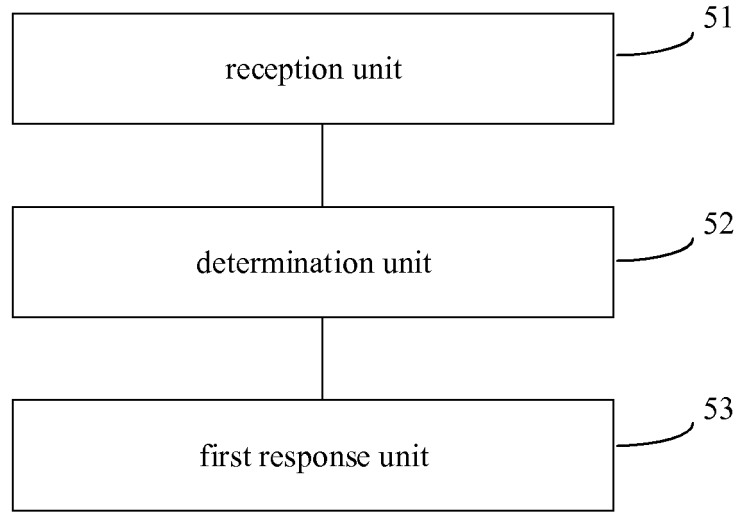 51
reception unit
52
determination unit
53
first response unit